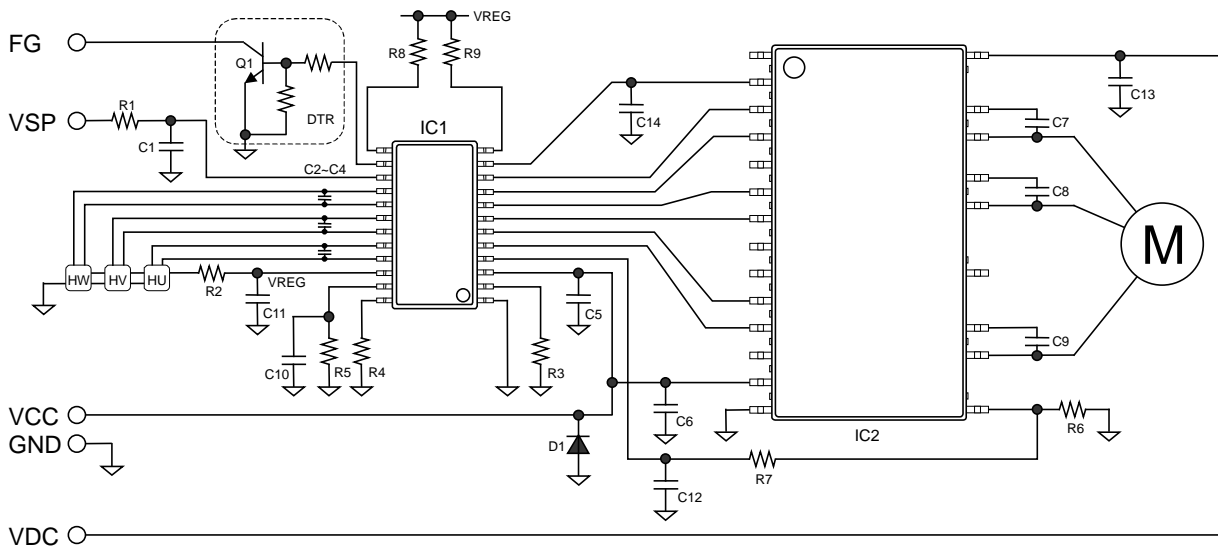 VREG
FG
R8
R9
Q1
DTR
C13
VSP
R1
C1
IC1
C14
C7
C2~C4
C8
M
HW
HV
HU
R2
VREG
C11
C5
C9
C10
R5
R4
R3
VCC
C6
R6
GND
D1
IC2
R7
C12
VDC